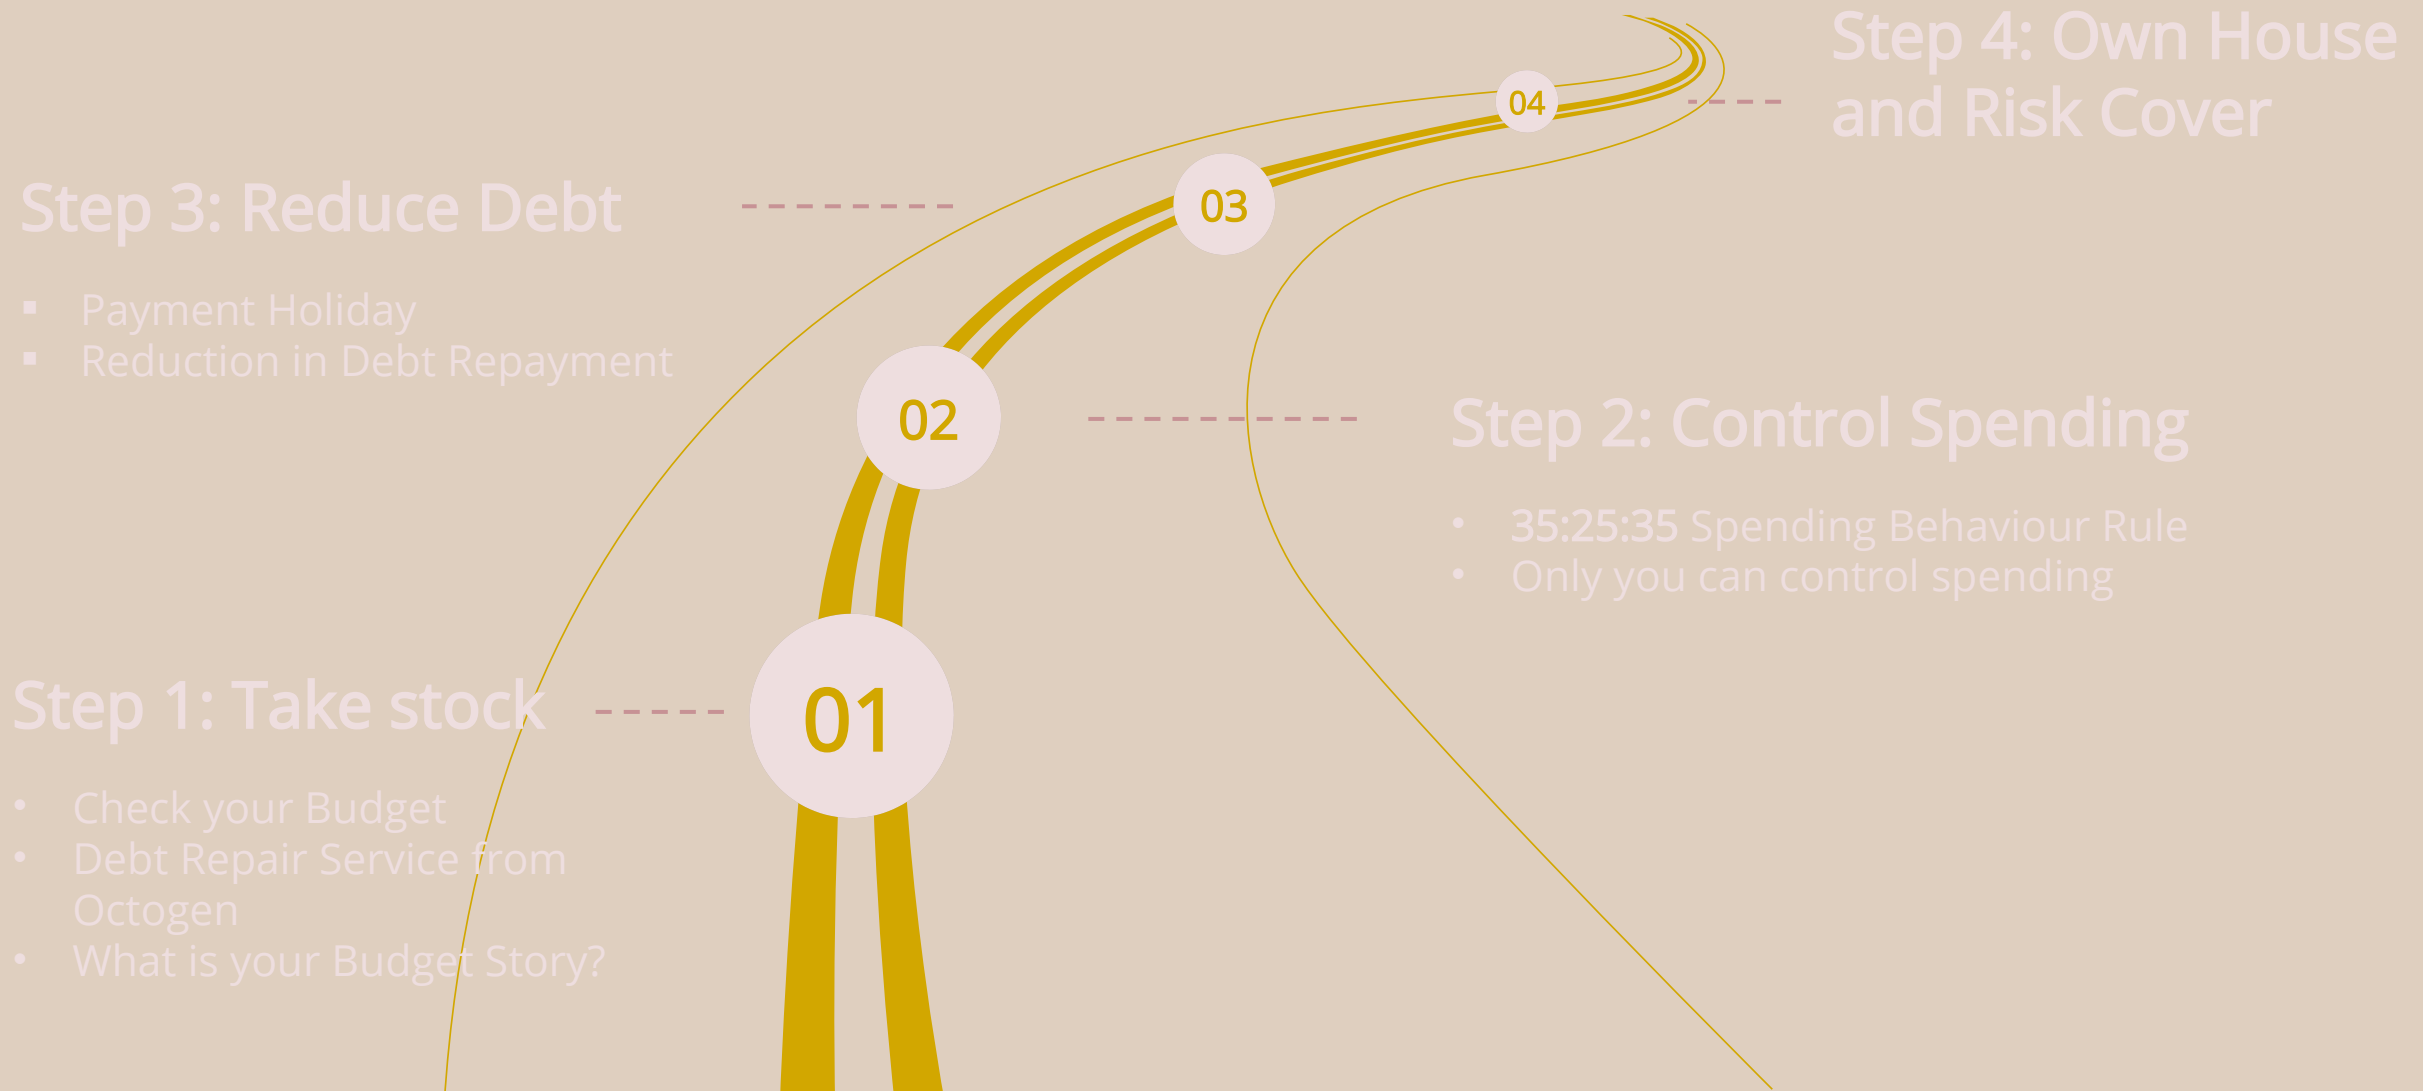 Step 4: Own House
and Risk Cover
04
Step 3: Reduce Debt
03
▪ Payment Holiday
▪ Reduction in Debt Repayment
02
Step 2: Control Spending
• 35:25:35 Spending Behaviour Rule
• Only you can control spending
Step 1: Take stock
01
• Check your Budget
• Debt Repair Service from
Octogen
• What is your Budget Story?